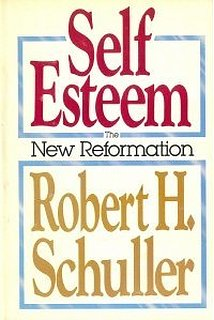 Self
Esteem
The
New Reformation
Robert H.
Schuller